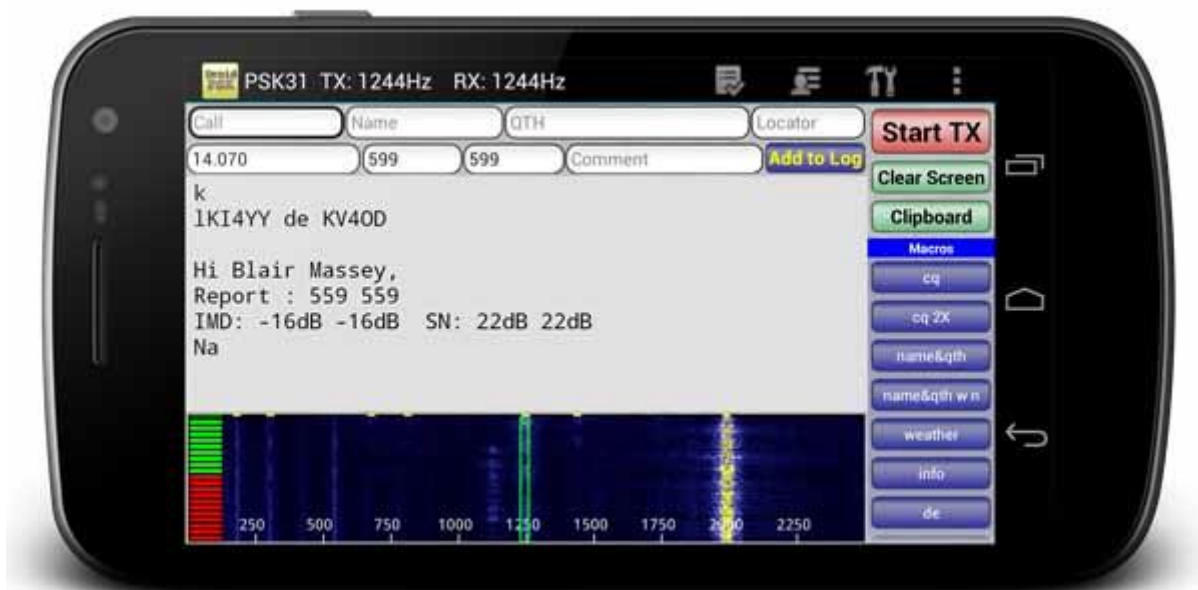 PSK31 TX: 1244Hz RX: 1244Hz
Call Name QTH Locator
14.070 599 599 Comment Add to Log
k
lKI4YY de KV4OD

Hi Blair Massey,
Report : 559 559
IMD: -16dB -16dB SN: 22dB 22dB
Na
250 500 750 1000 1250 1500 1750 2000 2250
Start TX
Clear Screen
Clipboard
Macros
cq
cq 2X
name&qth
name&qth w n
weather
info
de